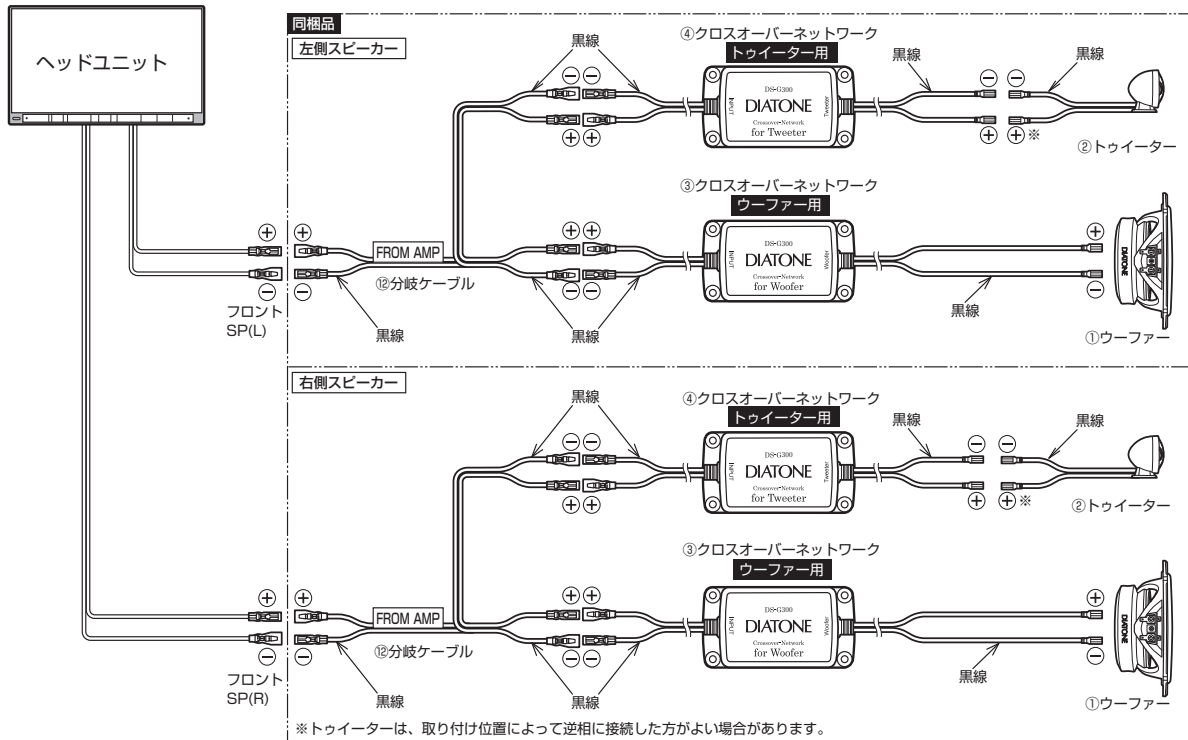 ヘッドユニット
同梱品
左側スピーカー
黒線
④クロスオーバーネットワーク
トゥイーター用
黒線
黒線
⊖ ⊖
⊕ ⊕
INPUT
DS-G300
DIATONE
Crossover-Network
for Tweeter
Tweeter
⊖ ⊖
⊕ ⊕※
②トゥイーター
③クロスオーバーネットワーク
ウーファー用
⊕ ⊕
FROM AMP
⑫分岐ケーブル
⊖ ⊖
フロント
SP(L)
黒線
⊕ ⊕
⊖ ⊖
黒線
INPUT
DS-G300
DIATONE
Crossover-Network
for Woofer
Woofer
⊕
⊖
黒線
DIATONE
①ウーファー
右側スピーカー
黒線
④クロスオーバーネットワーク
トゥイーター用
黒線
黒線
⊖ ⊖
⊕ ⊕
INPUT
DS-G300
DIATONE
Crossover-Network
for Tweeter
Tweeter
⊖ ⊖
⊕ ⊕※
②トゥイーター
③クロスオーバーネットワーク
ウーファー用
⊕ ⊕
FROM AMP
⑫分岐ケーブル
⊖ ⊖
フロント
SP(R)
黒線
⊕ ⊕
⊖ ⊖
黒線
INPUT
DS-G300
DIATONE
Crossover-Network
for Woofer
Woofer
⊕
⊖
黒線
DIATONE
①ウーファー
※トゥイーターは、取り付け位置によって逆相に接続した方がよい場合があります。